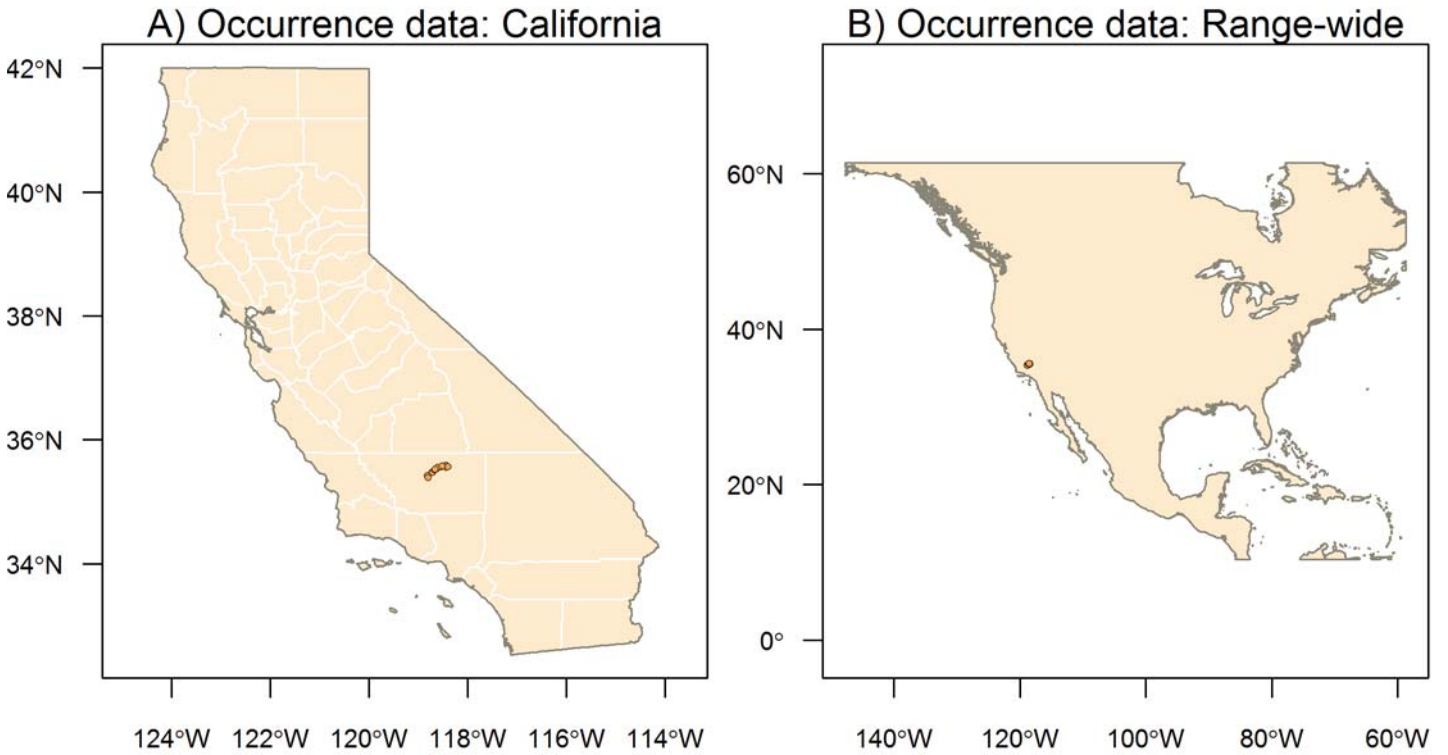 A) Occurrence data: California
42°N
40°N
38°N
36°N
34°N
124°W 122°W 120°W 118°W 116°W 114°W
B) Occurrence data: Range-wide
60°N
40°N
20°N
0°
140°W 120°W 100°W 80°W 60°W